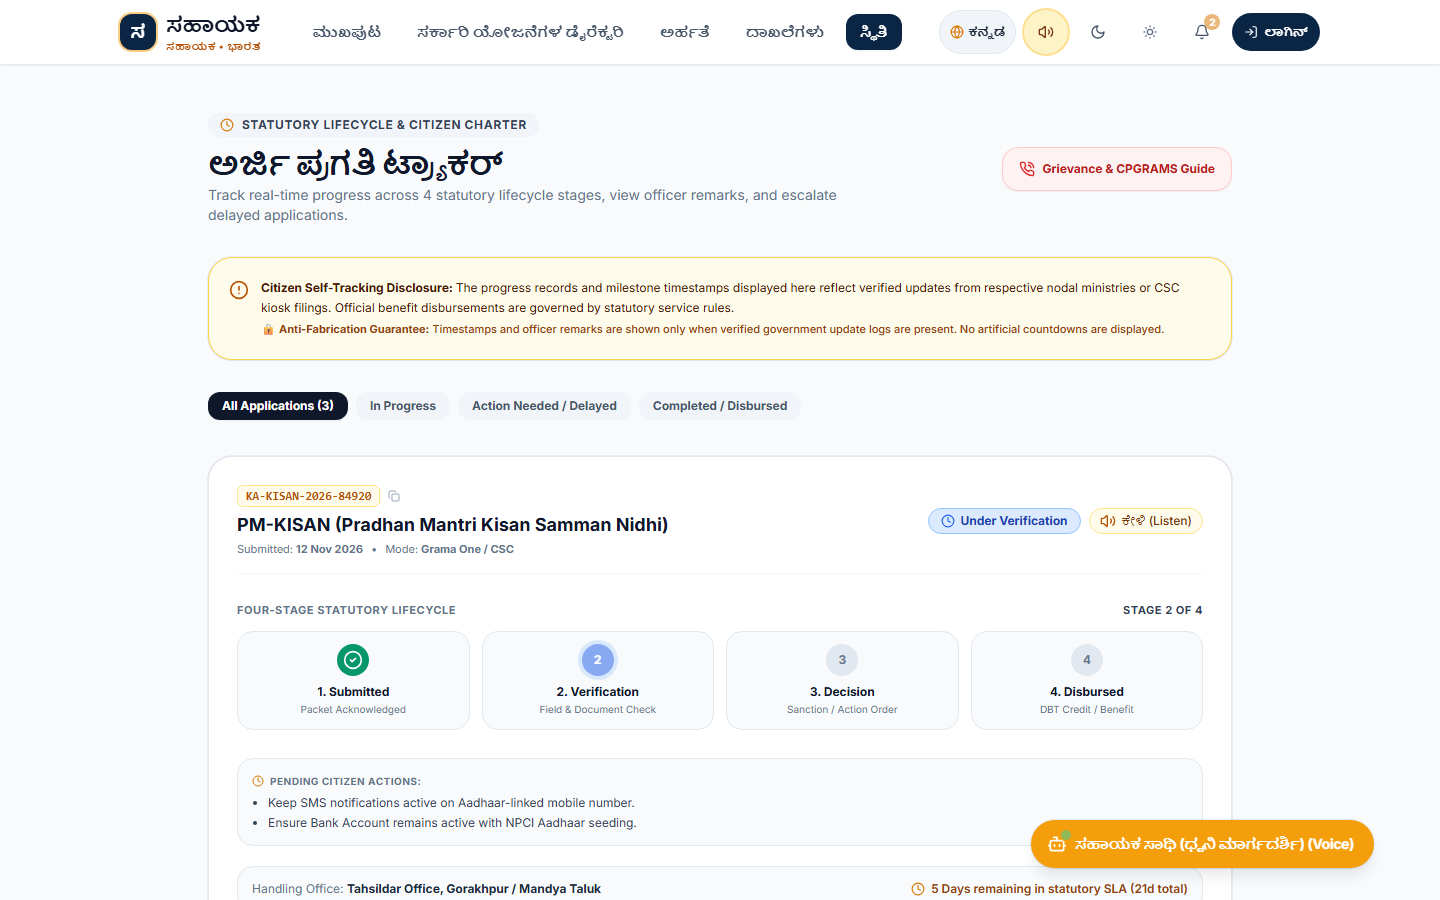 ಸ
ಸಹಾಯಕ
ಸಹಾಯಕ • ಭಾರತ
ಮುಖಪುಟ
ಸರ್ಕಾರಿ ಯೋಜನೆಗಳ ಡೈರೆಕ್ಟರಿ
ಅರ್ಹತೆ
ದಾಖಲೆಗಳು
ಸ್ಥಿತಿ
ಕನ್ನಡ
2
ಲಾಗಿನ್
STATUTORY LIFECYCLE & CITIZEN CHARTER
ಅರ್ಜಿ ಪ್ರಗತಿ ಟ್ರ್ಯಾಕರ್
Track real-time progress across 4 statutory lifecycle stages, view officer remarks, and escalate
delayed applications.
Grievance & CPGRAMS Guide
Citizen Self-Tracking Disclosure: The progress records and milestone timestamps displayed here reflect verified updates from respective nodal ministries or CSC
kiosk filings. Official benefit disbursements are governed by statutory service rules.
Anti-Fabrication Guarantee: Timestamps and officer remarks are shown only when verified government update logs are present. No artificial countdowns are displayed.
All Applications (3)
In Progress
Action Needed / Delayed
Completed / Disbursed
KA-KISAN-2026-84920
PM-KISAN (Pradhan Mantri Kisan Samman Nidhi)
Submitted: 12 Nov 2026 • Mode: Grama One / CSC
Under Verification
ಕೇಳಿ (Listen)
FOUR-STAGE STATUTORY LIFECYCLE
STAGE 2 OF 4
1. Submitted
Packet Acknowledged
2
2. Verification
Field & Document Check
3
3. Decision
Sanction / Action Order
4
4. Disbursed
DBT Credit / Benefit
PENDING CITIZEN ACTIONS:
• Keep SMS notifications active on Aadhaar-linked mobile number.
• Ensure Bank Account remains active with NPCI Aadhaar seeding.
ಸಹಾಯಕ ಸಾಥಿ (ಧ್ವನಿ ಮಾರ್ಗದರ್ಶಿ) (Voice)
Handling Office: Tahsildar Office, Gorakhpur / Mandya Taluk
5 Days remaining in statutory SLA (21d total)